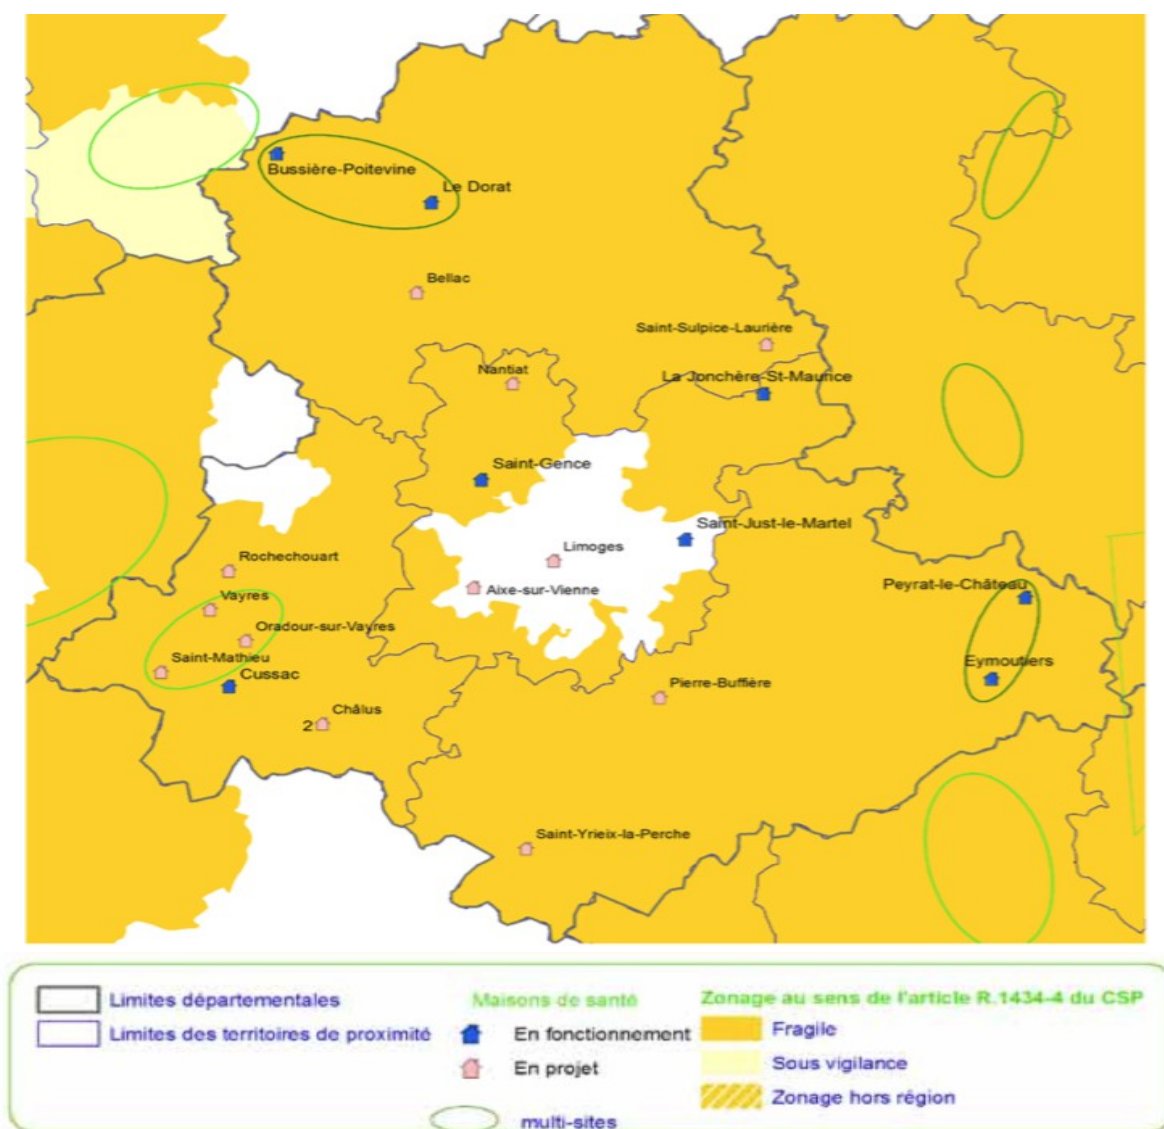 Bussière-Poitevine
Le Dorat
Bellac
Saint-Sulpice-Laurière
Nantiat
La Jonchère-St-Maurice
Saint-Gence
Saint-Just-le-Martel
Limoges
Rochechouart
Aixe-sur-Vienne
Peyrat-le-Château
Vayres
Oradour-sur-Vayres
Saint-Mathieu
Eymoutiers
Cussac
Pierre-Buffière
Châlus
2
Saint-Yrieix-la-Perche
Limites départementales
Limites des territoires de proximité
Maisons de santé
En fonctionnement
En projet
multi-sites
Zonage au sens de l'article R.1434-4 du CSP
Fragile
Sous vigilance
Zonage hors région